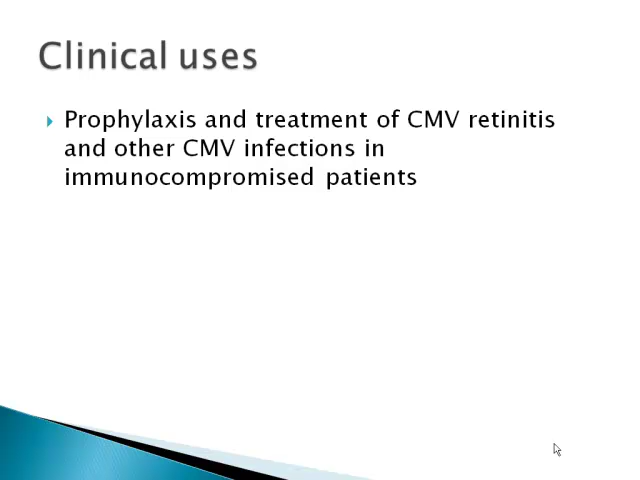 Clinical uses
Prophylaxis and treatment of CMV retinitis
and other CMV infections in
immunocompromised patients